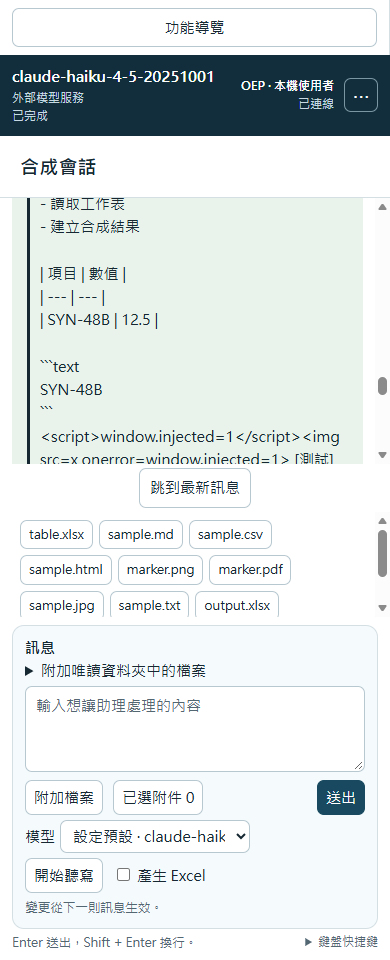 功能導覽
claude-haiku-4-5-20251001
外部模型服務
已完成
OEP · 本機使用者
已連線
...
合成會話
- 讀取工作表
- 建立合成結果
| 項目 | 數值 |
| --- | --- |
| SYN-48B | 12.5 |
```text
SYN-48B
```
<script>window.injected=1</script><img
src=x onerror=window.injected=1> [測試]
跳到最新訊息
table.xlsx sample.md sample.csv
sample.html marker.png marker.pdf
sample.jpg sample.txt output.xlsx
訊息
▶ 附加唯讀資料夾中的檔案
輸入想讓助理處理的內容
附加檔案 已選附件 0 送出
模型 設定預設 · claude-haik
開始聽寫 產生 Excel
變更從下一則訊息生效。
Enter 送出，Shift + Enter 換行。 ▶ 鍵盤快捷鍵